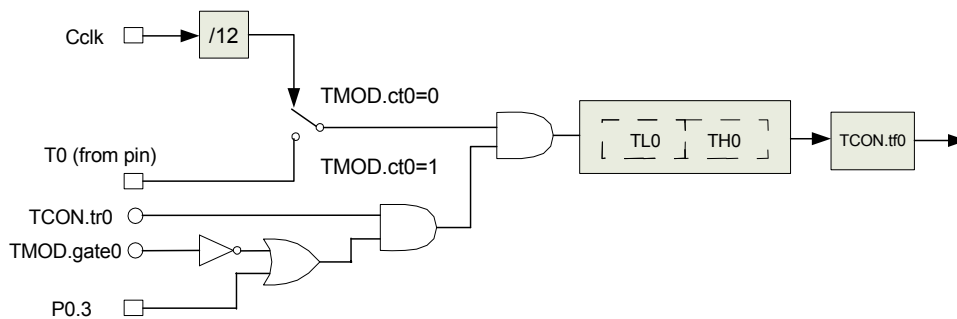 Cclk
/12
TMOD.ct0=0
T0 (from pin)
TMOD.ct0=1
TL0
TH0
TCON.tf0
TCON.tr0
TMOD.gate0
P0.3